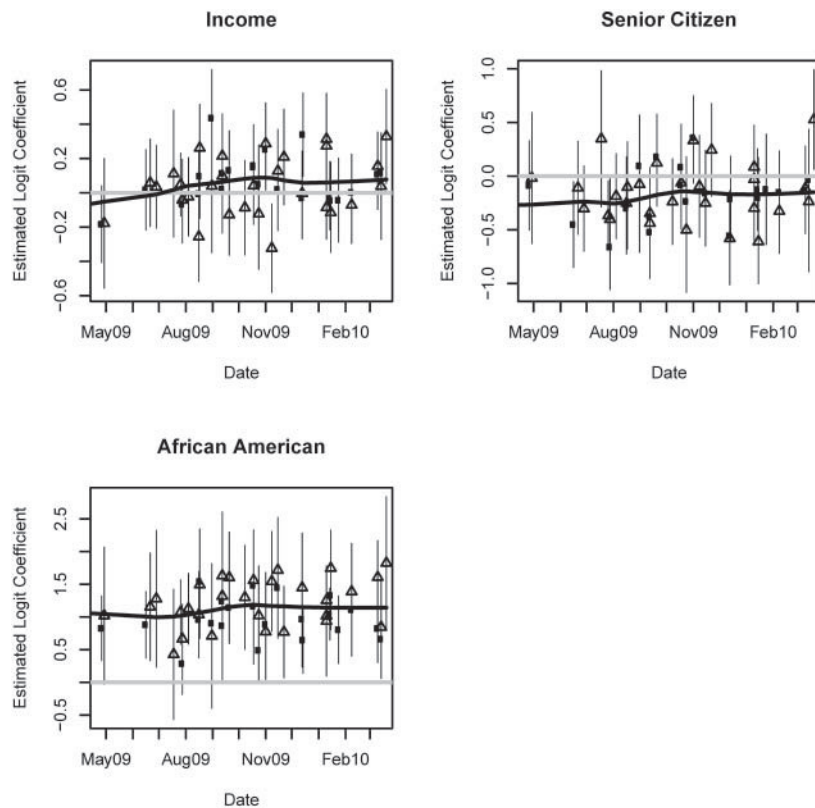 Income
Estimated Logit Coefficient
0.6
0.2
−0.2
−0.6
May09 Aug09 Nov09 Feb10
Date
Senior Citizen
Estimated Logit Coefficient
1.0
0.5
0.0
−0.5
−1.0
May09 Aug09 Nov09 Feb10
Date
African American
Estimated Logit Coefficient
2.5
1.5
0.5
−0.5
May09 Aug09 Nov09 Feb10
Date